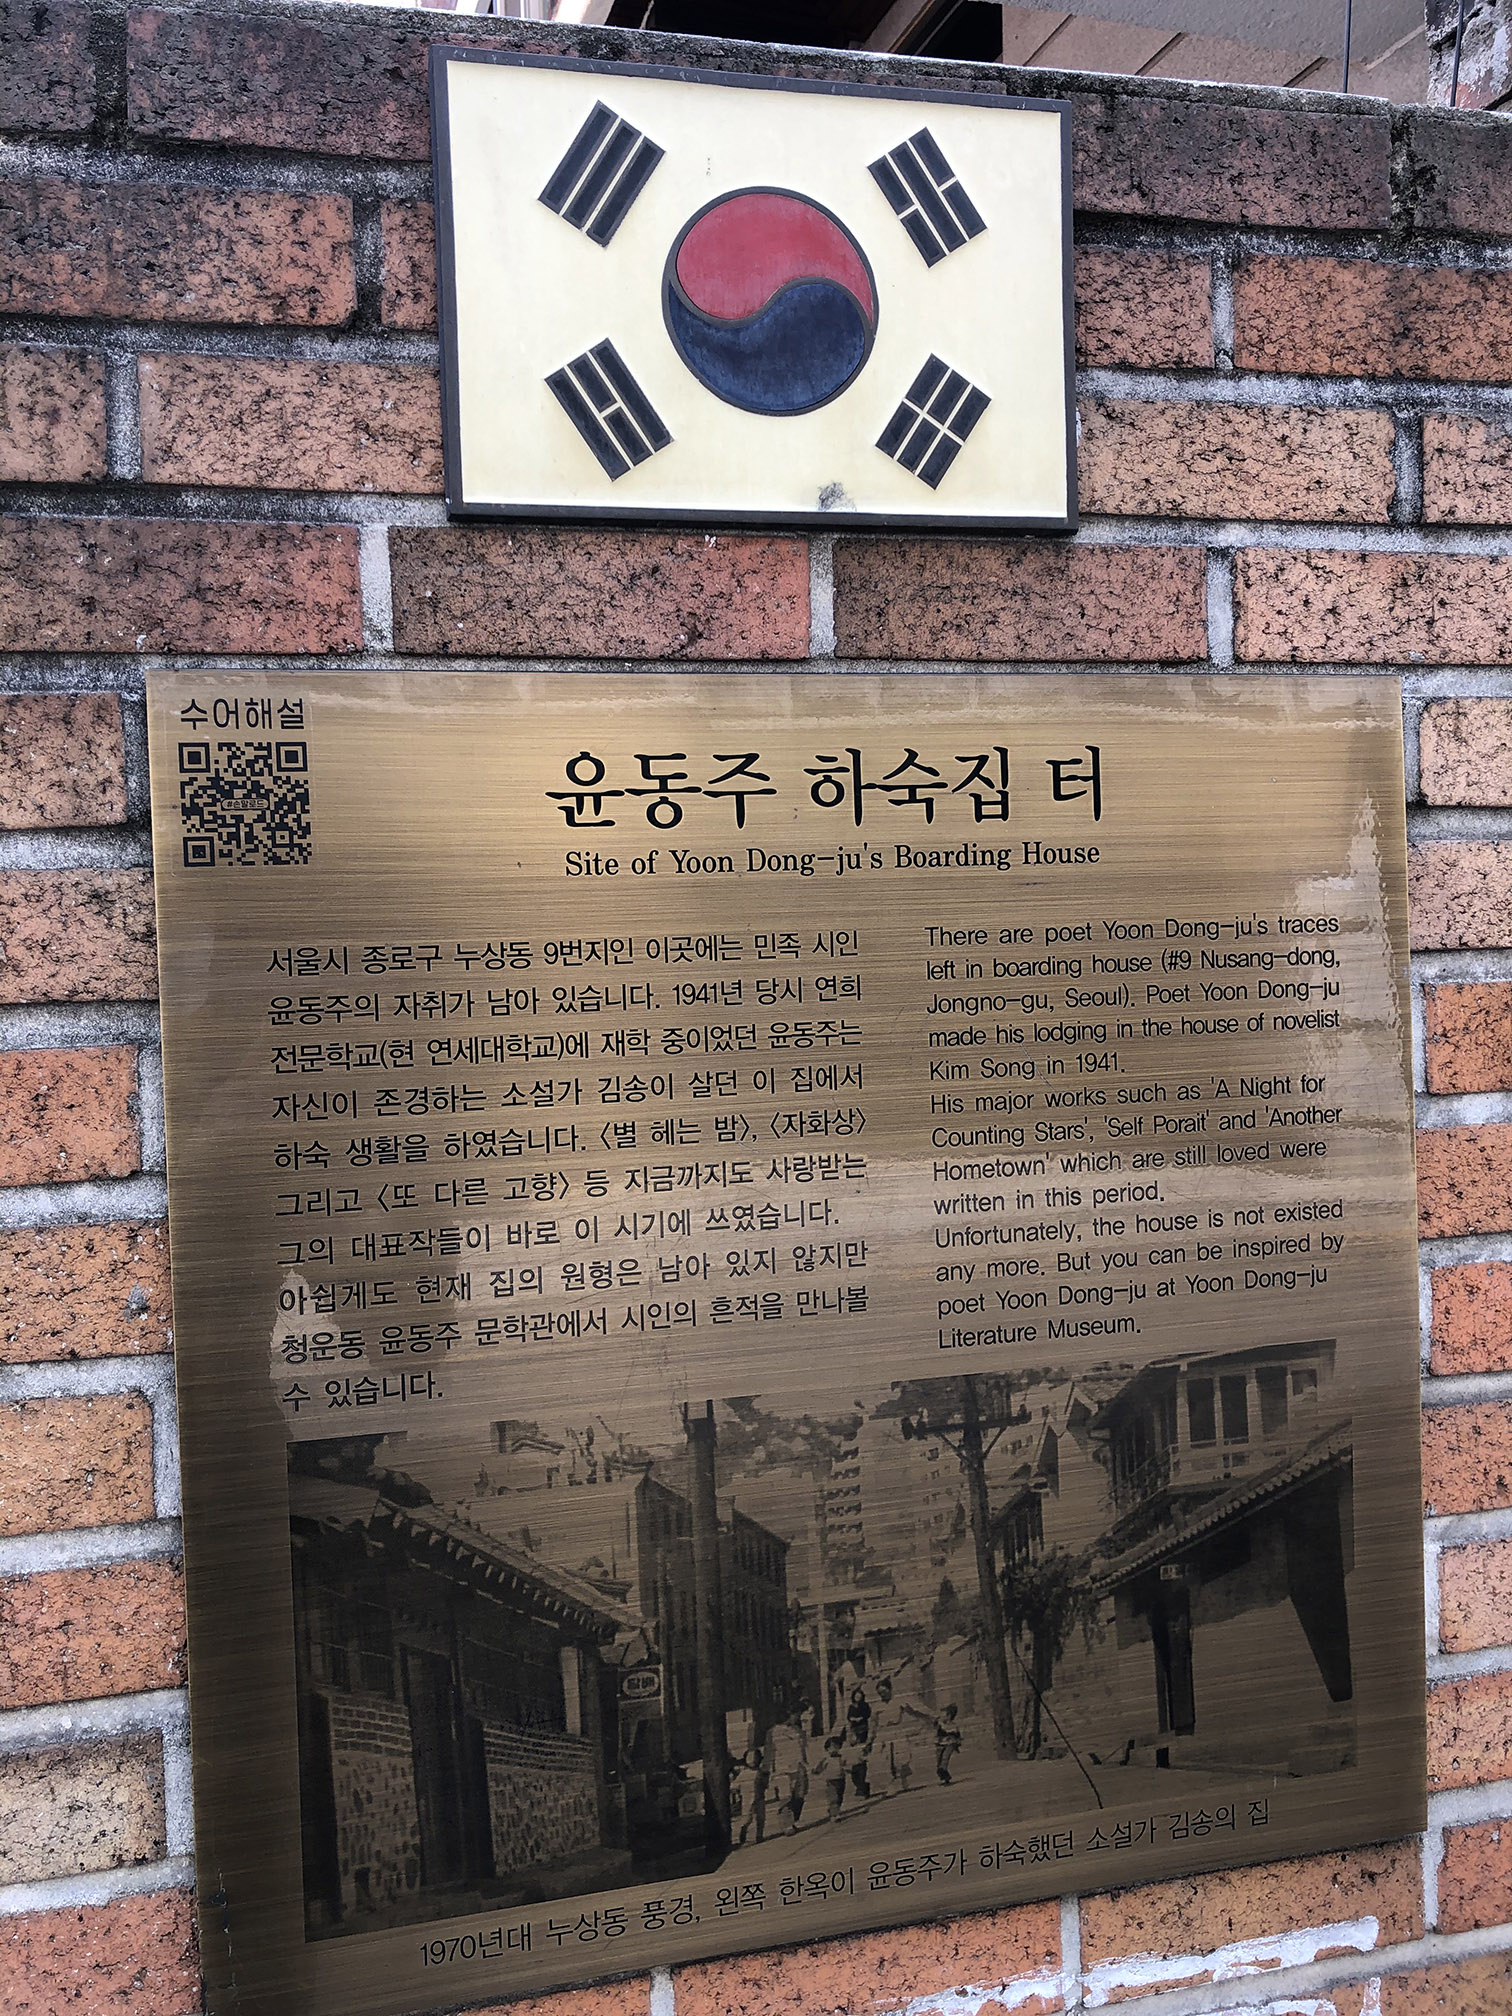 수어해설
#손말로드
윤동주 하숙집 터
Site of Yoon Dong-ju's Boarding House
서울시 종로구 누상동 9번지인 이곳에는 민족 시인
윤동주의 자취가 남아 있습니다. 1941년 당시 연희
전문학교(현 연세대학교)에 재학 중이었던 윤동주는
자신이 존경하는 소설가 김송이 살던 이 집에서
하숙 생활을 하였습니다. 〈별 헤는 밤〉, 〈자화상〉
그리고 〈또 다른 고향〉 등 지금까지도 사랑받는
그의 대표작들이 바로 이 시기에 쓰였습니다.
아쉽게도 현재 집의 원형은 남아 있지 않지만
청운동 윤동주 문학관에서 시인의 흔적을 만나볼
수 있습니다.
There are poet Yoon Dong-ju's traces
left in boarding house (#9 Nusang-dong,
Jongno-gu, Seoul). Poet Yoon Dong-ju
made his lodging in the house of novelist
Kim Song in 1941.
His major works such as 'A Night for
Counting Stars', 'Self Porait' and 'Another
Hometown' which are still loved were
written in this period.
Unfortunately, the house is not existed
any more. But you can be inspired by
poet Yoon Dong-ju at Yoon Dong-ju
Literature Museum.
담배
1970년대 누상동 풍경, 왼쪽 한옥이 윤동주가 하숙했던 소설가 김송의 집